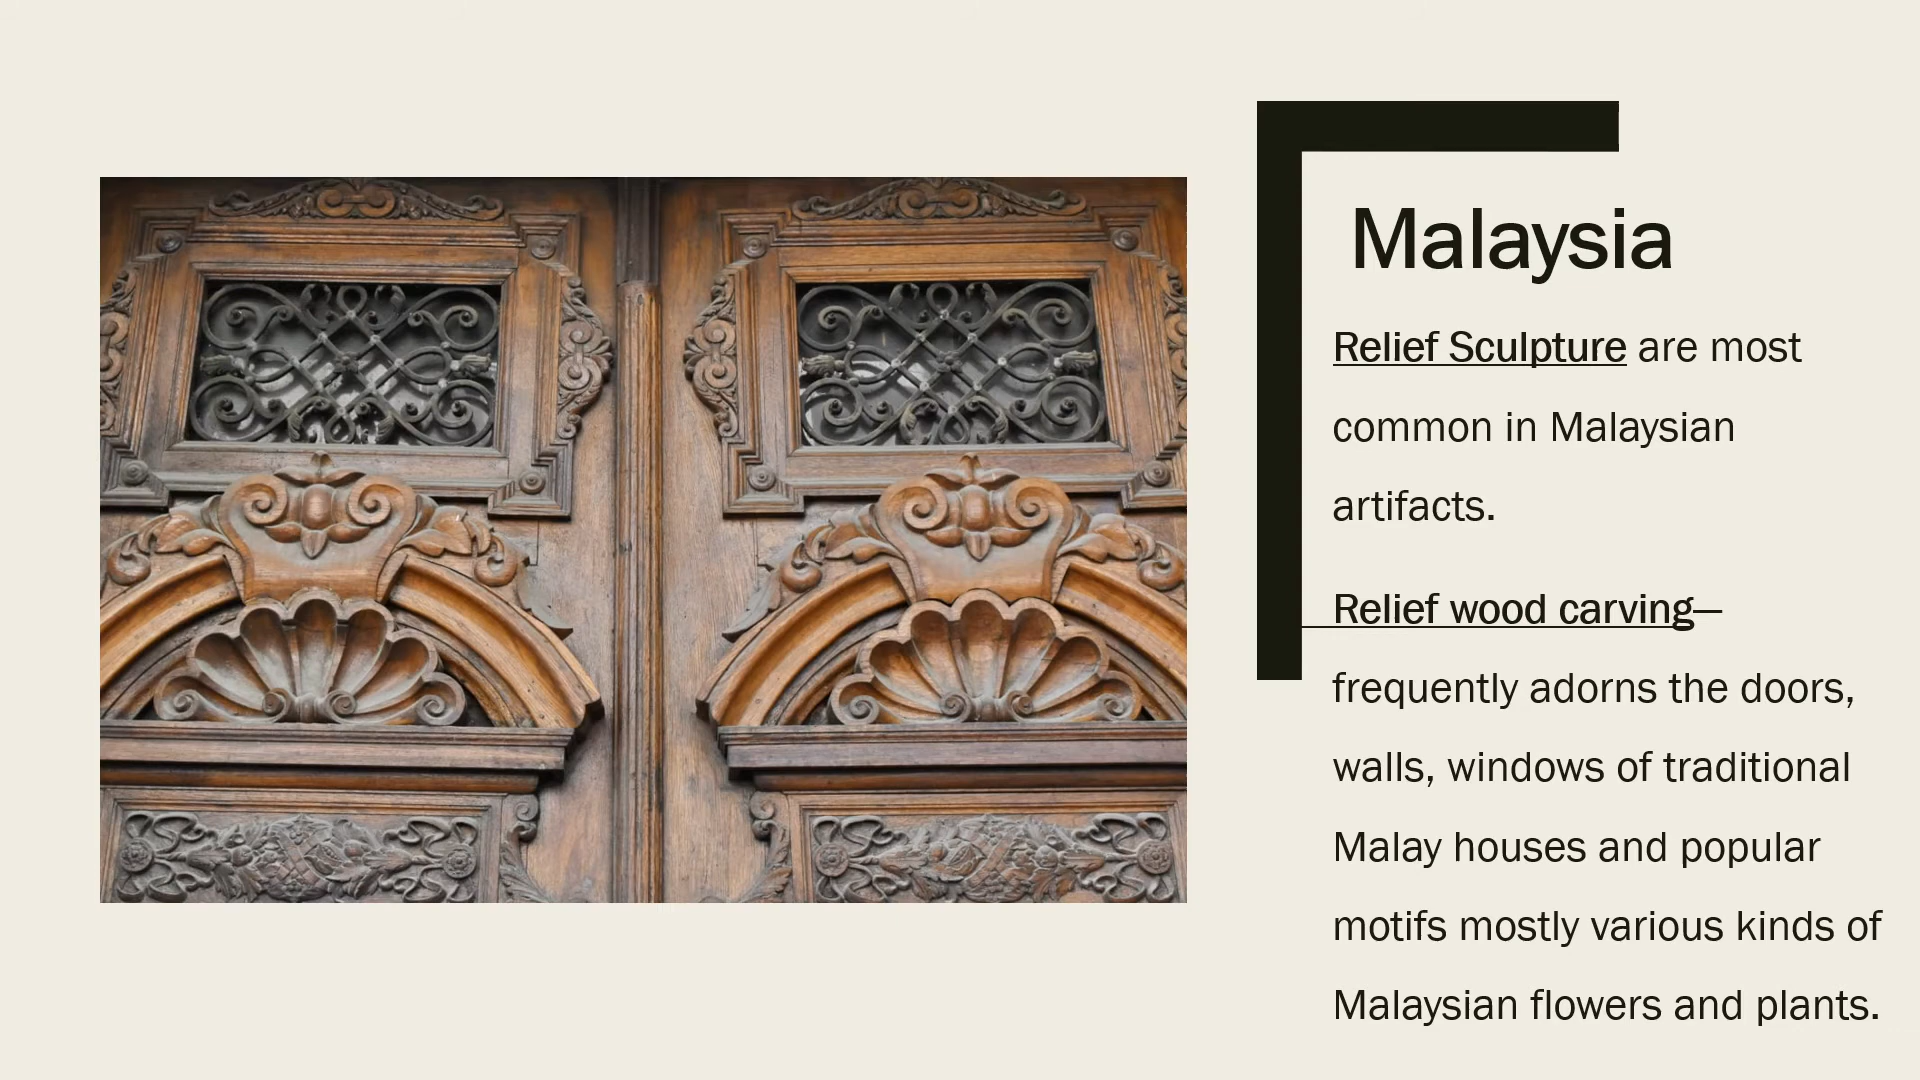 Malaysia
Relief Sculpture are most
common in Malaysian
artifacts.
Relief wood carving—
frequently adorns the doors,
walls, windows of traditional
Malay houses and popular
motifs mostly various kinds of
Malaysian flowers and plants.